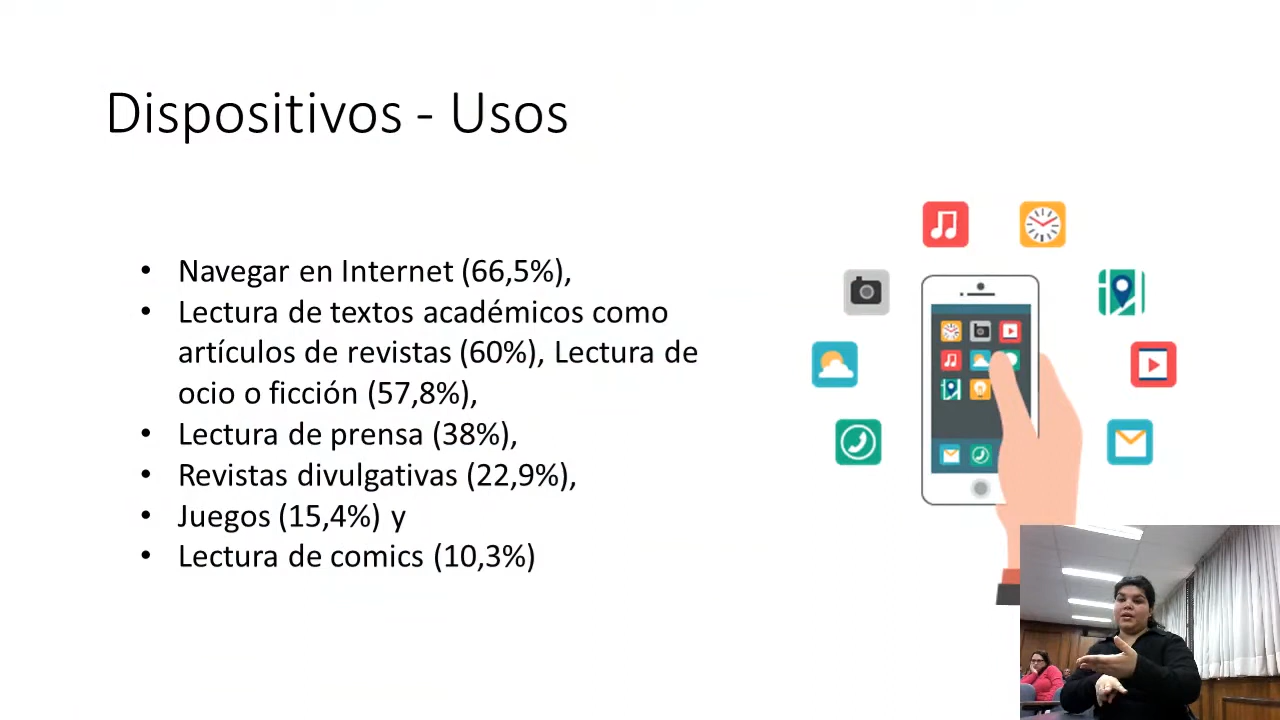 Dispositivos - Usos
• Navegar en Internet (66,5%),
• Lectura de textos académicos como
artículos de revistas (60%), Lectura de
ocio o ficción (57,8%),
• Lectura de prensa (38%),
• Revistas divulgativas (22,9%),
• Juegos (15,4%) y
• Lectura de comics (10,3%)